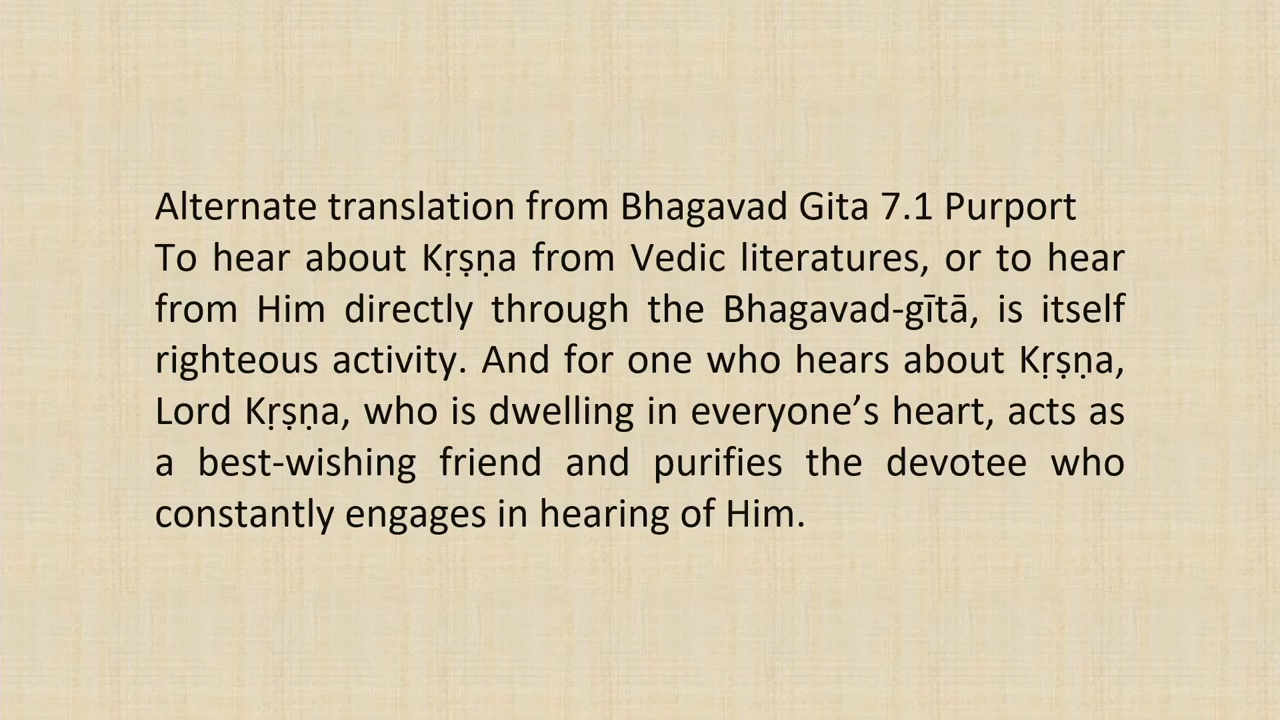 Alternate translation from Bhagavad Gita 7.1 Purport
To hear about Kṛṣṇa from Vedic literatures, or to hear
from Him directly through the Bhagavad-gītā, is itself
righteous activity. And for one who hears about Kṛṣṇa,
Lord Kṛṣṇa, who is dwelling in everyone’s heart, acts as
a best-wishing friend and purifies the devotee who
constantly engages in hearing of Him.